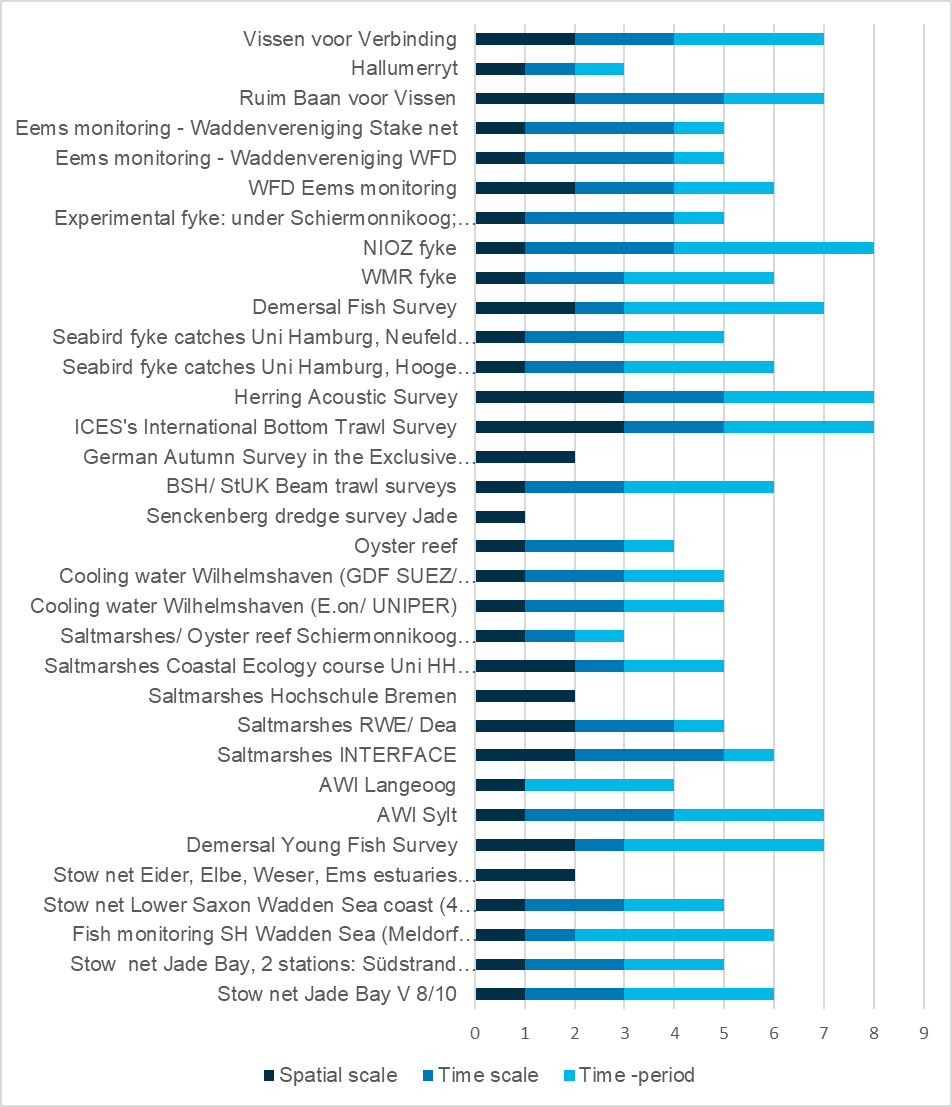 Vissen voor Verbinding
Hallumerryt
Ruim Baan voor Vissen
Eems monitoring - Waddenvereniging Stake net
Eems monitoring - Waddenvereniging WFD
WFD Eems monitoring
Experimental fyke: under Schiermonnikoog;…
NIOZ fyke
WMR fyke
Demersal Fish Survey
Seabird fyke catches Uni Hamburg, Neufeld…
Seabird fyke catches Uni Hamburg, Hooge…
Herring Acoustic Survey
ICES's International Bottom Trawl Survey
German Autumn Survey in the Exclusive…
BSH/ StUK Beam trawl surveys
Senckenberg dredge survey Jade
Oyster reef
Cooling water Wilhelmshaven (GDF SUEZ/…
Cooling water Wilhelmshaven (E.on/ UNIPER)
Saltmarshes/ Oyster reef Schiermonnikoog…
Saltmarshes Coastal Ecology course Uni HH…
Saltmarshes Hochschule Bremen
Saltmarshes RWE/ Dea
Saltmarshes INTERFACE
AWI Langeoog
AWI Sylt
Demersal Young Fish Survey
Stow net Eider, Elbe, Weser, Ems estuaries…
Stow net Lower Saxon Wadden Sea coast (4…
Fish monitoring SH Wadden Sea (Meldorf…
Stow  net Jade Bay, 2 stations: Südstrand…
Stow net Jade Bay V 8/10
0 1 2 3 4 5 6 7 8 9
Spatial scale Time scale Time -period